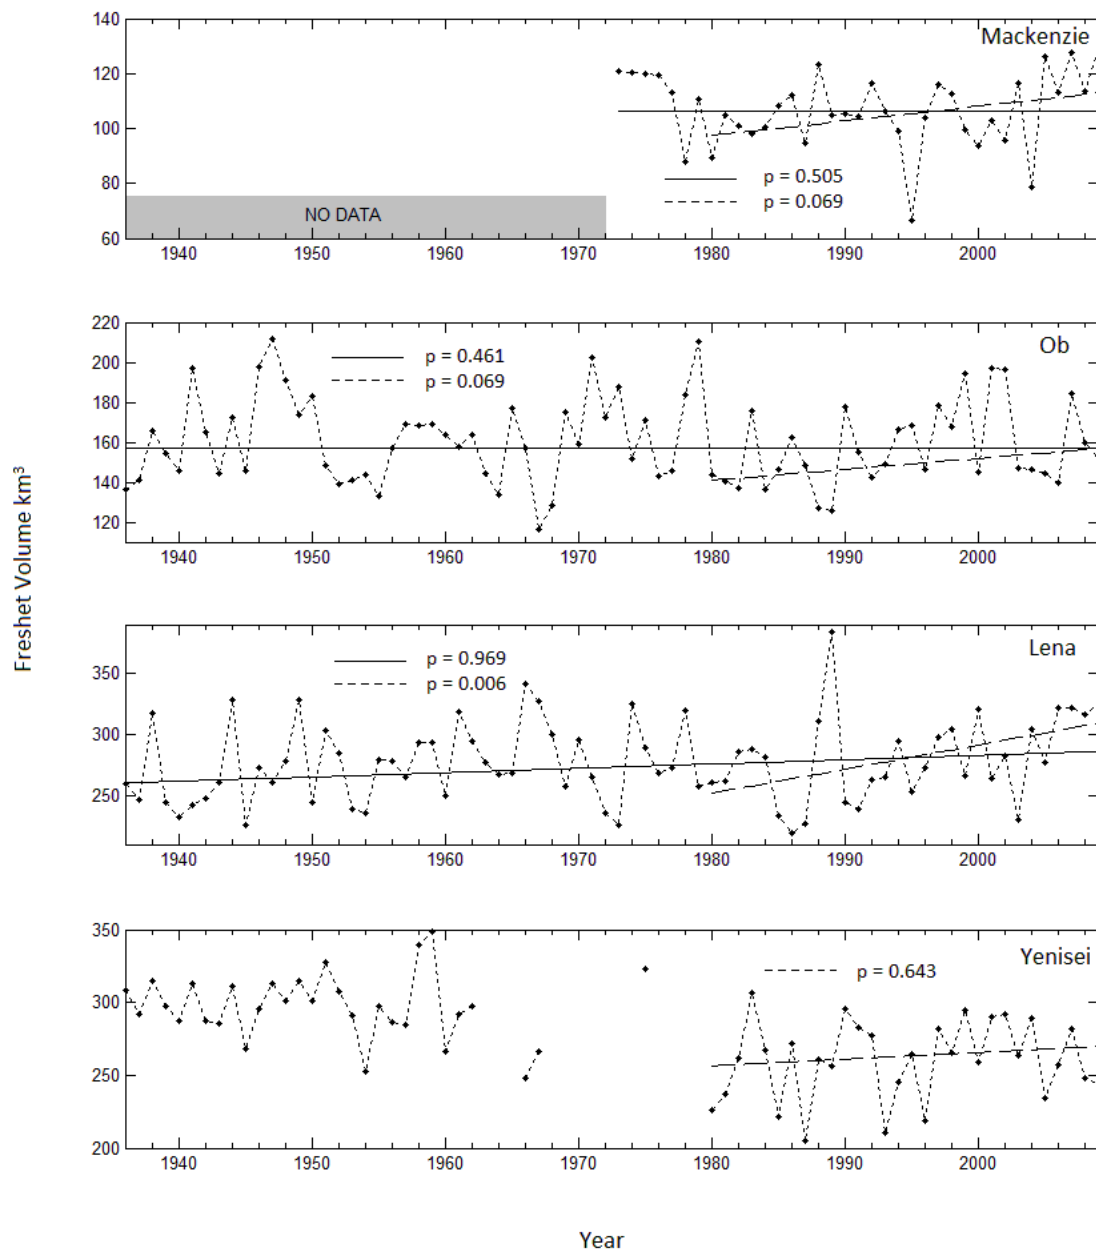 140
Mackenzie
120
100
80
60
p = 0.505
p = 0.069
NO DATA
1940 1950 1960 1970 1980 1990 2000
220
Ob
200
180
160
140
120
p = 0.461
p = 0.069
1940 1950 1960 1970 1980 1990 2000
Freshet Volume km³
Lena
350
300
250
p = 0.969
p = 0.006
1940 1950 1960 1970 1980 1990 2000
350
Yenisei
300
250
200
p = 0.643
1940 1950 1960 1970 1980 1990 2000
Year